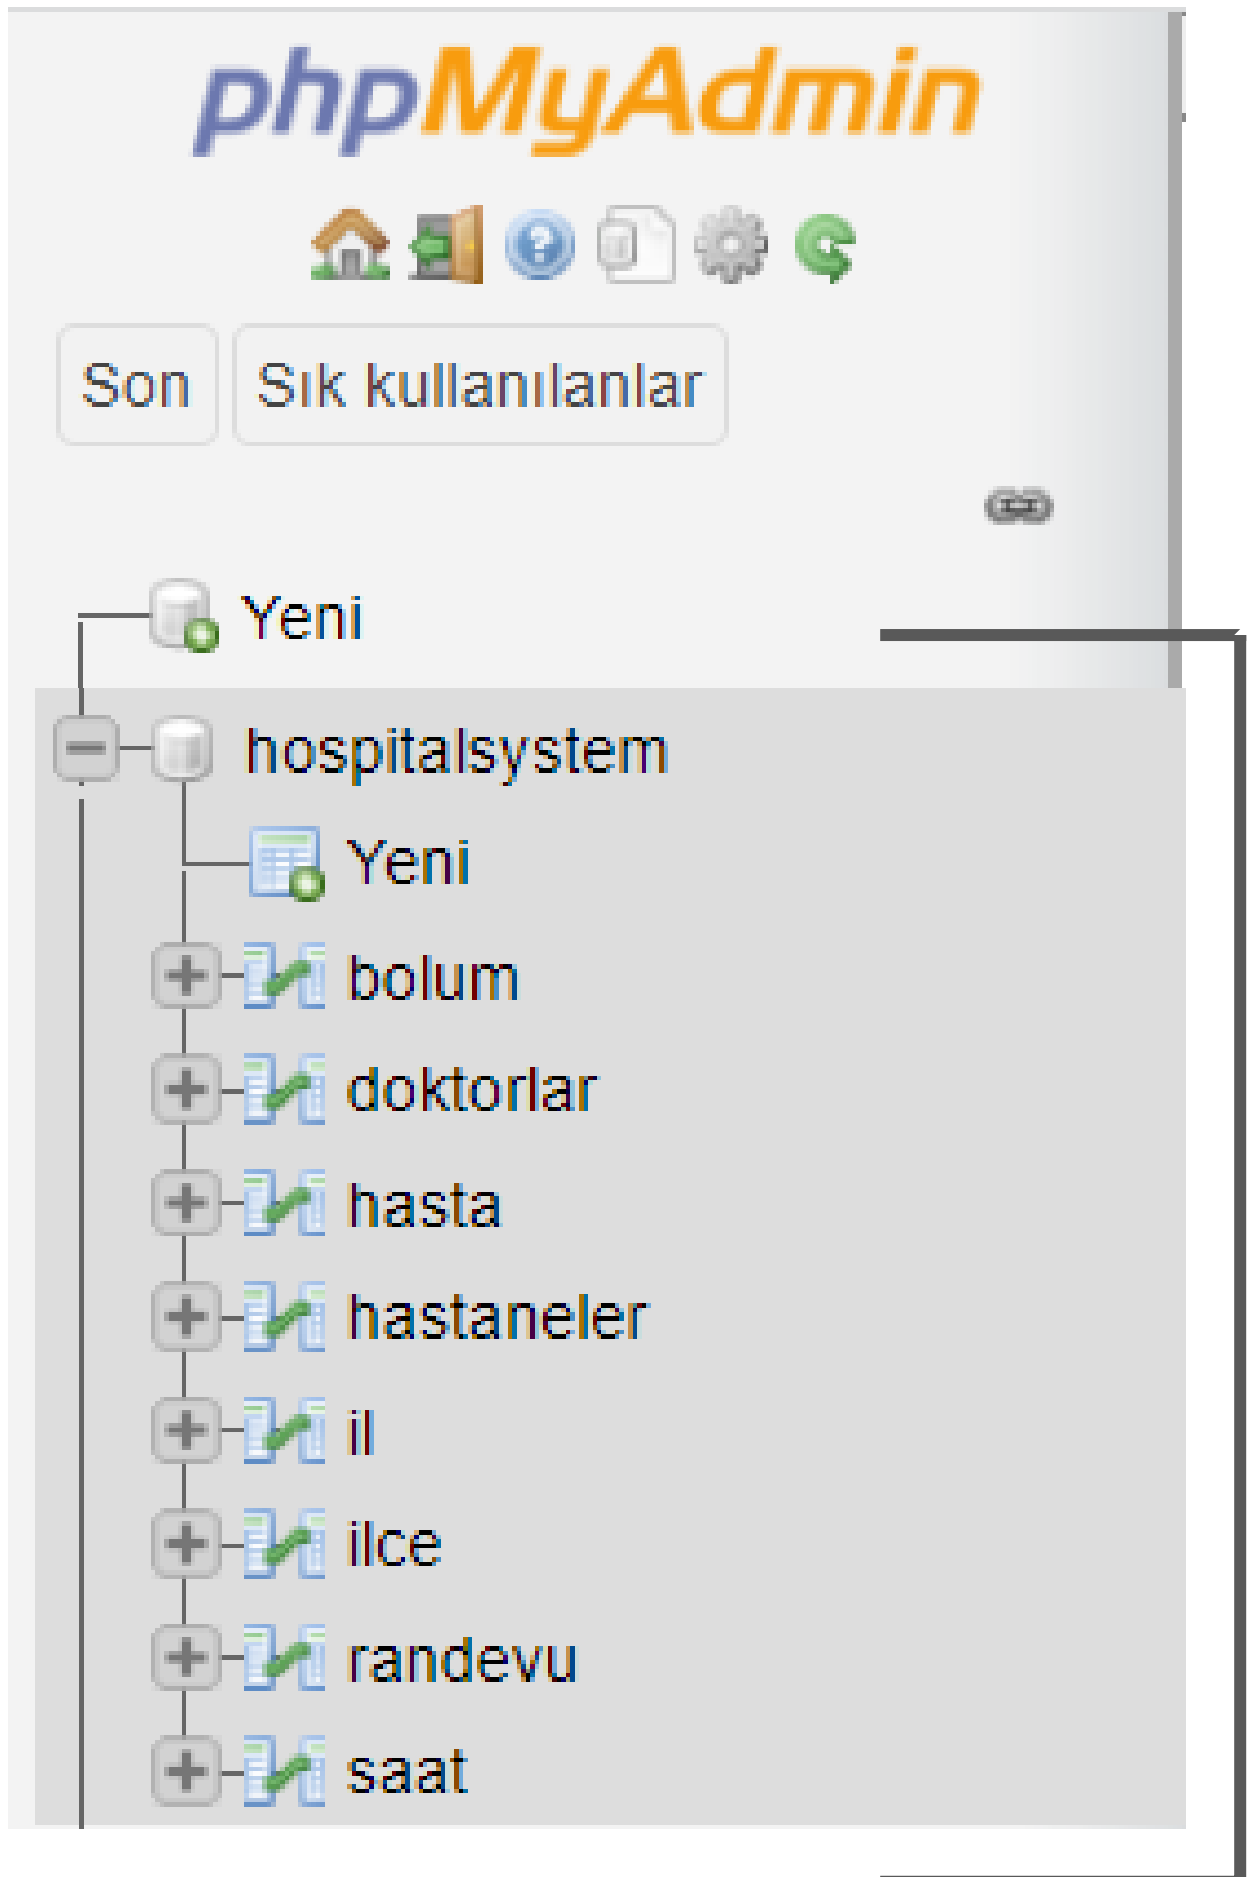 phpMyAdmin
Son Sık kullanılanlar
Yeni
hospitalsystem
Yeni
bolum
doktorlar
hasta
hastaneler
il
ilce
randevu
saat